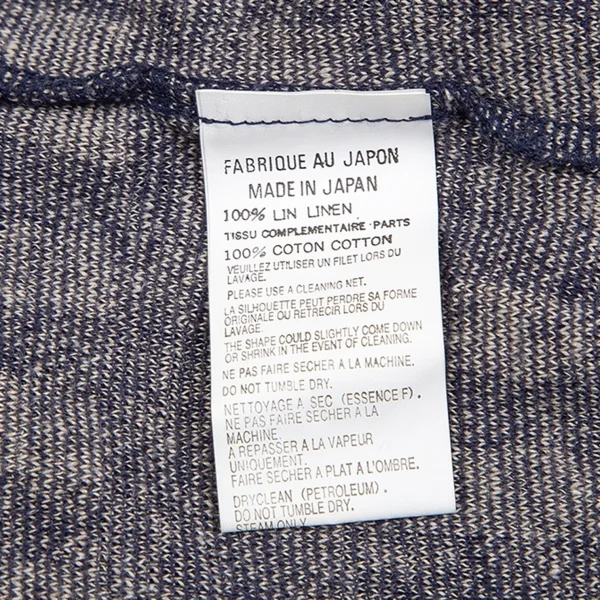 FABRIQUE AU JAPON
MADE IN JAPAN
100% LIN LINEN
TISSU COMPLEMENTAIRE·PARTS
100% COTON COTTON
VEUILLEZ UTILISER UN FILET LORS DU
LAVAGE.
PLEASE USE A CLEANING NET.
LA SILHOUETTE PEUT PERDRE SA FORME
ORIGINALE OU RETRECIR LORS DU
LAVAGE.
THE SHAPE COULD SLIGHTLY COME DOWN
OR SHRINK IN THE EVENT OF CLEANING.
NE PAS FAIRE SECHER A LA MACHINE.
DO NOT TUMBLE DRY.
NETTOYAGE A SEC (ESSENCE F).
NE PAS FAIRE SECHER A LA
MACHINE.
A REPASSER A LA VAPEUR
UNIQUEMENT.
FAIRE SECHER A PLAT A L'OMBRE.
DRYCLEAN (PETROLEUM).
DO NOT TUMBLE DRY.
STEAM ONLY